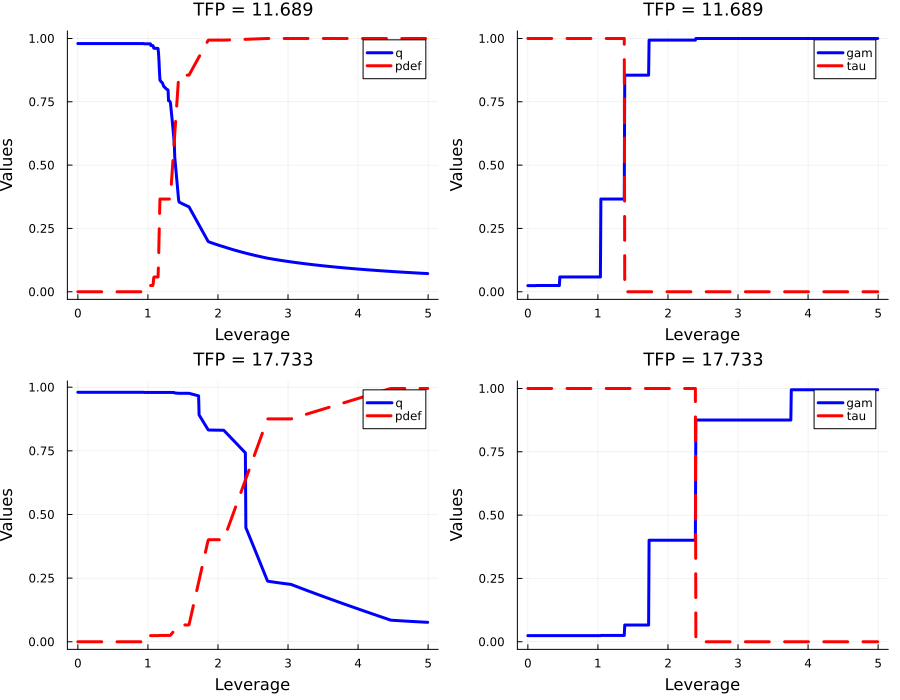 TFP = 11.689
1.00
0.75
0.50
0.25
0.00
Values
q
pdef
0 1 2 3 4 5
Leverage
TFP = 11.689
1.00
0.75
0.50
0.25
0.00
Values
gam
tau
0 1 2 3 4 5
Leverage
TFP = 17.733
1.00
0.75
0.50
0.25
0.00
Values
q
pdef
0 1 2 3 4 5
Leverage
TFP = 17.733
1.00
0.75
0.50
0.25
0.00
Values
gam
tau
0 1 2 3 4 5
Leverage